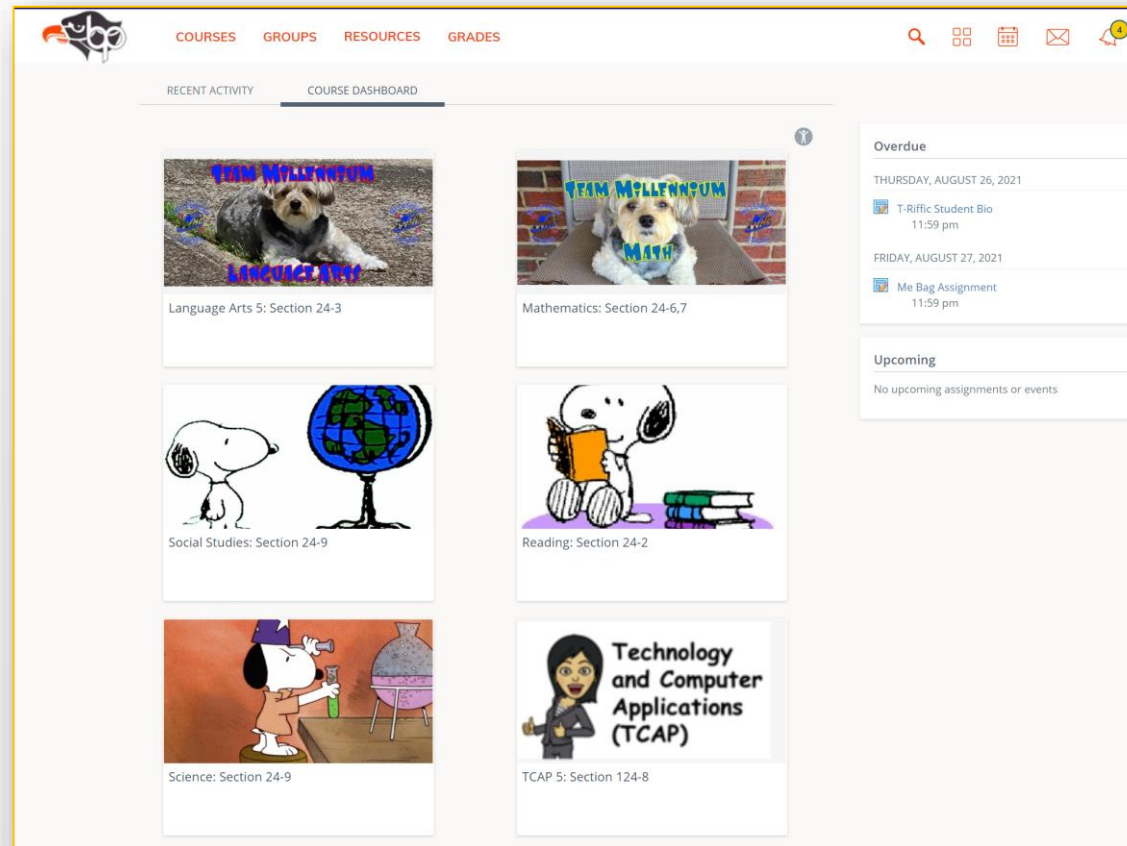 bp
COURSES GROUPS RESOURCES GRADES
4
RECENT ACTIVITY COURSE DASHBOARD
TEAM MILLENNIUM
LANGUAGE ARTS
Language Arts 5: Section 24-3
TEAM MILLENNIUM
MATH
Mathematics: Section 24-6,7
Social Studies: Section 24-9
Reading: Section 24-2
Science: Section 24-9
Technology
and Computer
Applications
(TCAP)
TCAP 5: Section 124-8
Overdue
THURSDAY, AUGUST 26, 2021
T-Riffic Student Bio
11:59 pm
FRIDAY, AUGUST 27, 2021
Me Bag Assignment
11:59 pm
Upcoming
No upcoming assignments or events